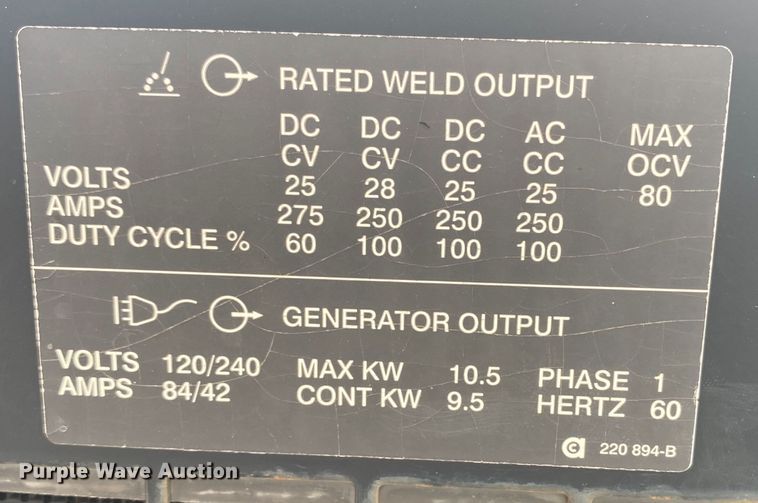 RATED WELD OUTPUT
DC DC DC AC MAX
CV CV CC CC OCV
VOLTS 25 28 25 25 80
AMPS 275 250 250 250
DUTY CYCLE % 60 100 100 100
GENERATOR OUTPUT
VOLTS 120/240 MAX KW 10.5 PHASE 1
AMPS 84/42 CONT KW 9.5 HERTZ 60
220 894-B
Purple Wave Auction